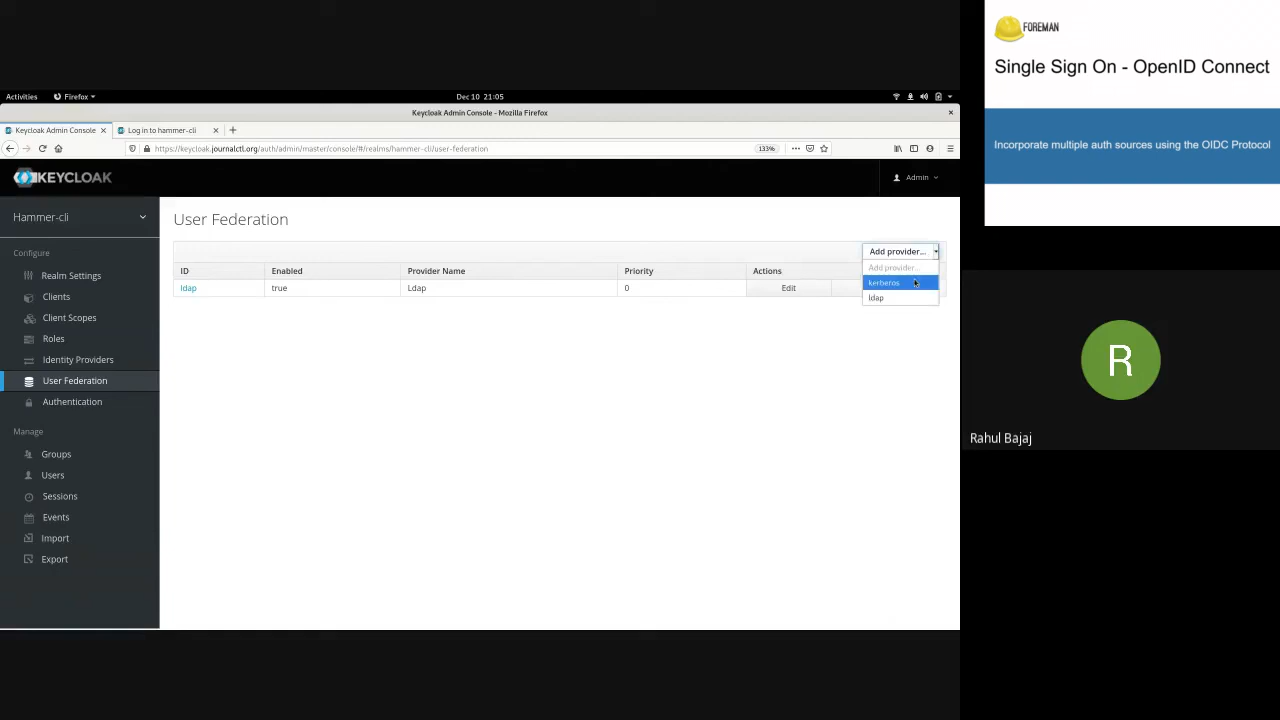 Activities Firefox Dec 10 21:05
Keycloak Admin Console - Mozilla Firefox
Keycloak Admin Console Log in to hammer-cli
https://keycloak.journalctl.org/auth/admin/master/console/#/realms/hammer-cli/user-federation 133%
KEYCLOAK Admin
Hammer-cli
Configure
Realm Settings
Clients
Client Scopes
Roles
Identity Providers
User Federation
Authentication
Manage
Groups
Users
Sessions
Events
Import
Export
User Federation
Add provider...
Add provider...
kerberos
ldap
ID Enabled Provider Name Priority Actions
ldap true Ldap 0 Edit
FOREMAN
Single Sign On - OpenID Connect
Incorporate multiple auth sources using the OIDC Protocol
R
Rahul Bajaj